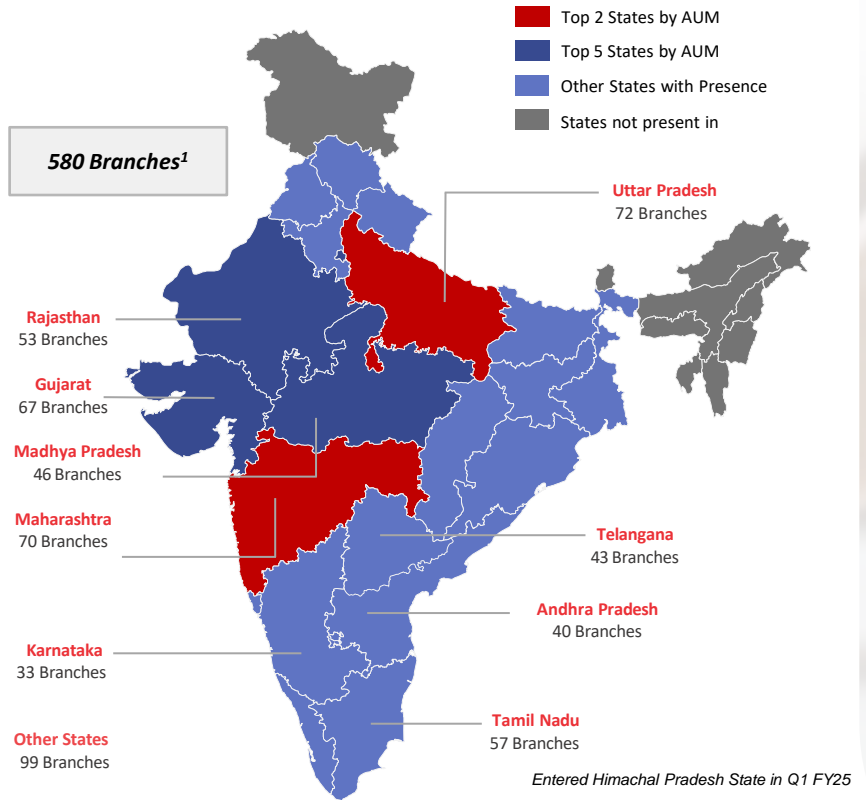 Top 2 States by AUM
Top 5 States by AUM
Other States with Presence
States not present in
580 Branches¹
Uttar Pradesh
72 Branches
Rajasthan
53 Branches
Gujarat
67 Branches
Madhya Pradesh
46 Branches
Maharashtra
70 Branches
Telangana
43 Branches
Andhra Pradesh
40 Branches
Karnataka
33 Branches
Tamil Nadu
57 Branches
Other States
99 Branches
Entered Himachal Pradesh State in Q1 FY25